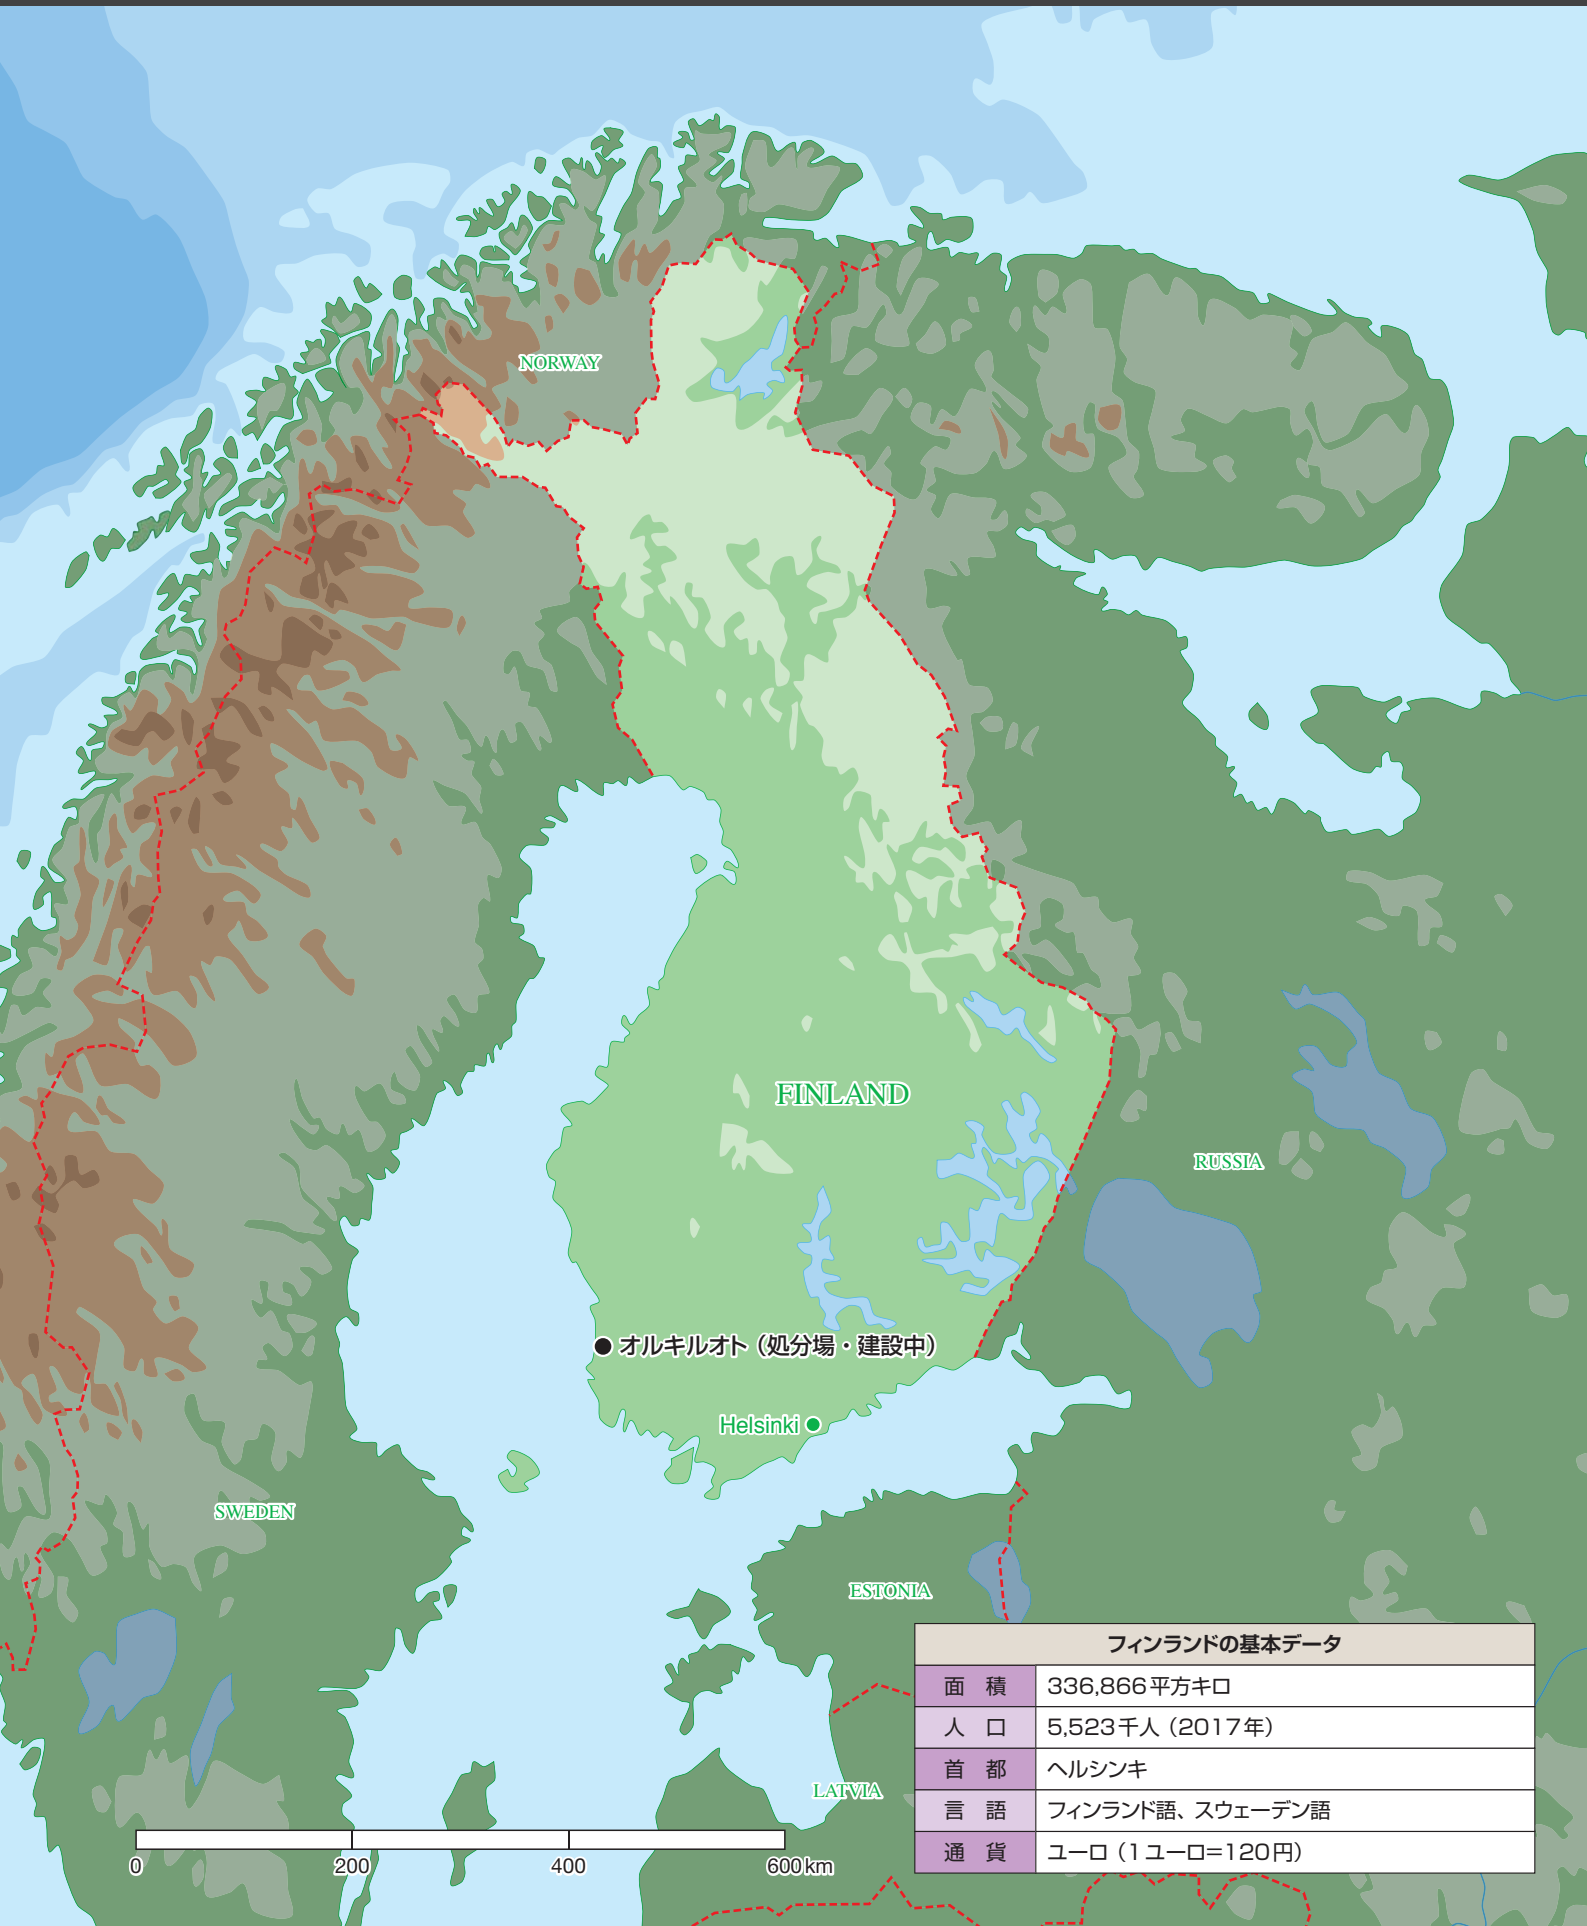 NORWAY
FINLAND
RUSSIA
オルキルオト（処分場・建設中）
Helsinki
SWEDEN
ESTONIA
LATVIA
フィンランドの基本データ
面　積 336,866平方キロ
人　口 5,523千人（2017年）
首　都 ヘルシンキ
言　語 フィンランド語、スウェーデン語
通　貨 ユーロ（1ユーロ=120円）
0 200 400 600km